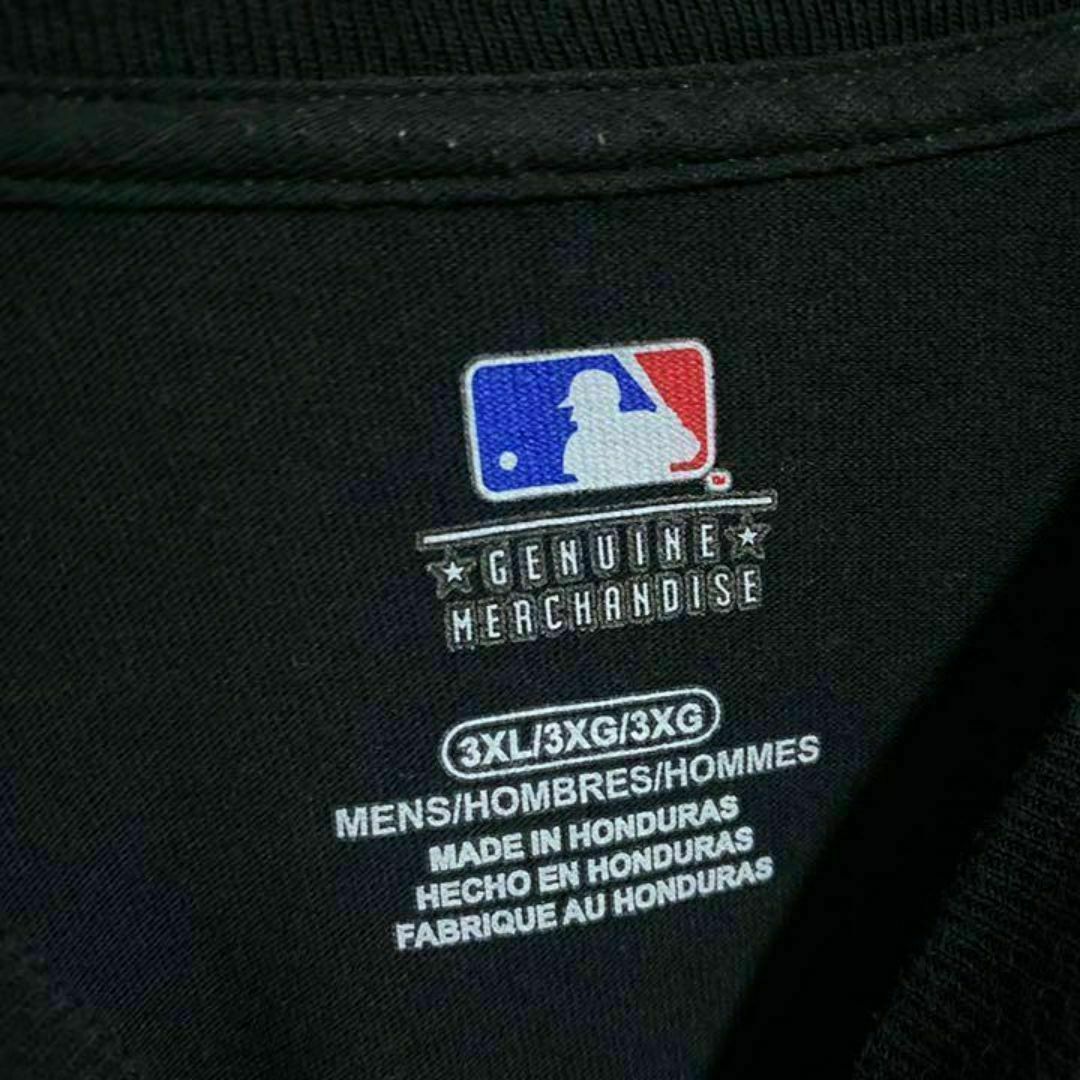 GENUINE
MERCHANDISE
3XL/3XG/3XG
MENS/HOMBRES/HOMMES
MADE IN HONDURAS
HECHO EN HONDURAS
FABRIQUE AU HONDURAS